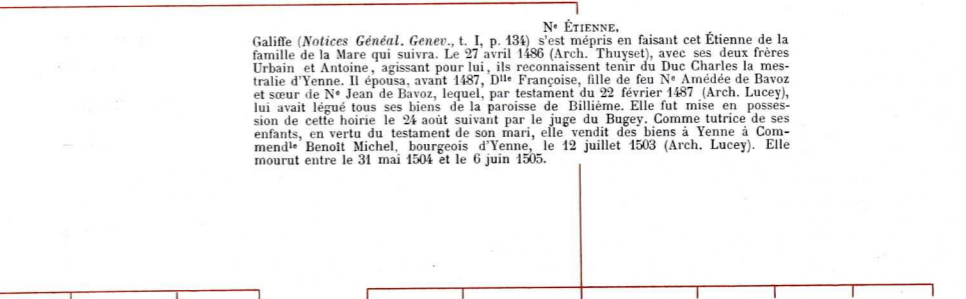 Nᵉ ÉTIENNE,
Galiffe (Notices Généal. Genev., t. I, p. 134) s'est mépris en faisant cet Étienne de la
famille de la Mare qui suivra. Le 27 avril 1486 (Arch. Thuyset), avec ses deux frères
Urbain et Antoine, agissant pour lui, ils reconnaissent tenir du Duc Charles la mes-
tralie d'Yenne. Il épousa, avant 1487, Dˡˡᵉ Françoise, fille de feu Nᵉ Amédée de Bavoz
et sœur de Nᵉ Jean de Bavoz, lequel, par testament du 22 février 1487 (Arch. Lucey),
lui avait légué tous ses biens de la paroisse de Billième. Elle fut mise en posses-
sion de cette hoirie le 24 août suivant par le juge du Bugey. Comme tutrice de ses
enfants, en vertu du testament de son mari, elle vendit des biens à Yenne à Com-
mendˡᵉ Benoît Michel, bourgeois d'Yenne, le 12 juillet 1503 (Arch. Lucey). Elle
mourut entre le 31 mai 1504 et le 6 juin 1505.